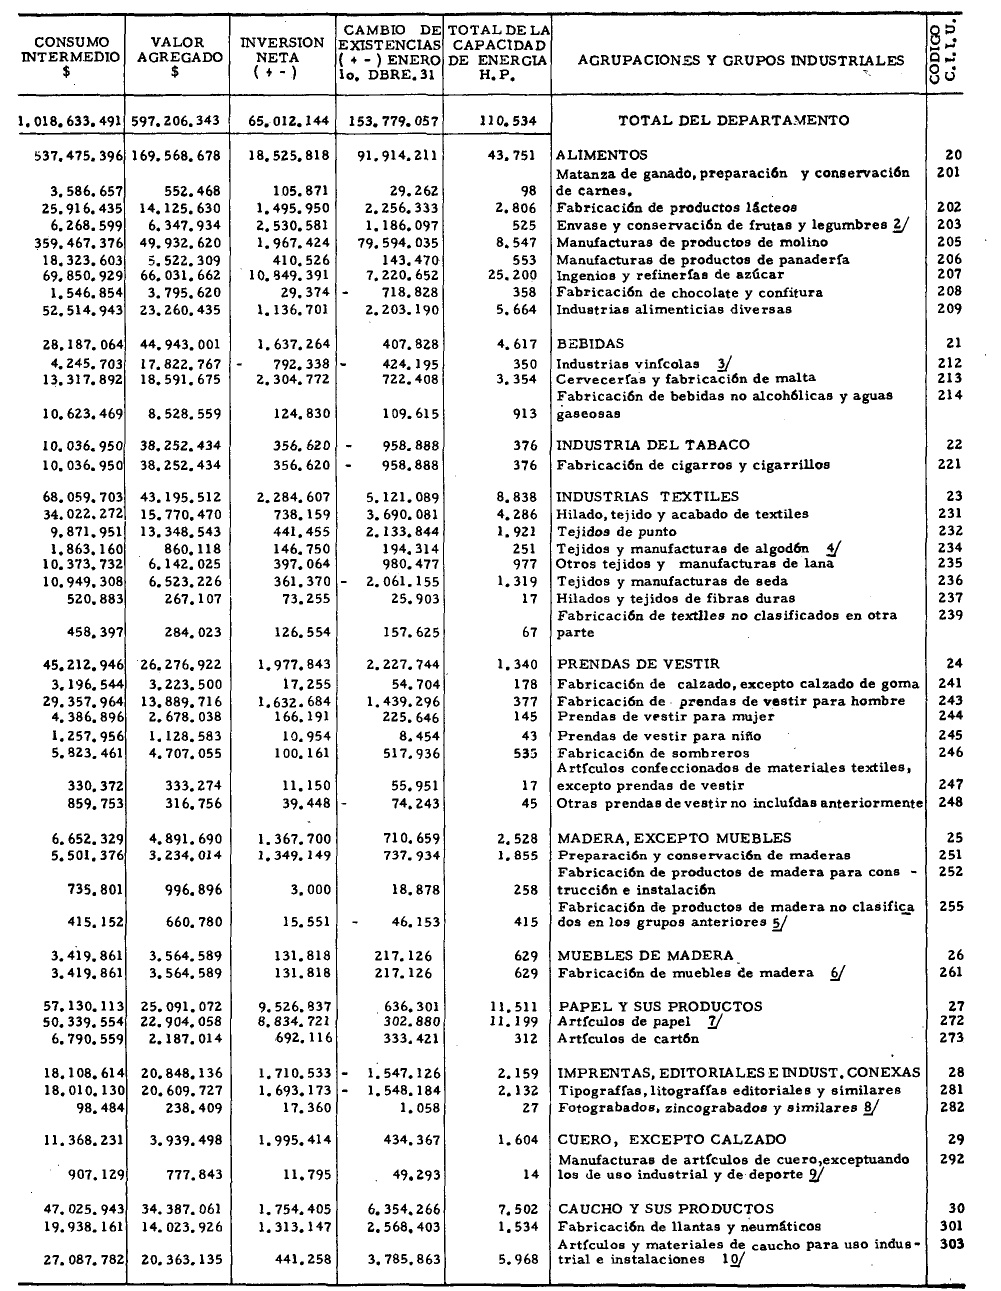 CONSUMO INTERMEDIO $ | VALOR AGREGADO $ | INVERSION NETA ( + - ) | CAMBIO DE EXISTENCIAS ( + - ) ENERO 1o. DBRE. 31 | TOTAL DE LA CAPACIDAD DE ENERGIA H.P. | AGRUPACIONES Y GRUPOS INDUSTRIALES | CODIGO C. I. I. U.
1.018.633.491 597.206.343 65.012.144 153.779.057 110.534 TOTAL DEL DEPARTAMENTO
537.475.396 169.568.678 18.525.818 91.914.211 43.751 ALIMENTOS 20
Matanza de ganado, preparación y conservación 201
3.586.657 552.468 105.871 29.262 98 de carnes.
25.916.435 14.125.630 1.495.950 2.256.333 2.806 Fabricación de productos lácteos 202
6.268.599 6.347.934 2.530.581 1.186.097 525 Envase y conservación de frutas y legumbres 2/ 203
359.467.376 49.932.620 1.967.424 79.594.035 8.547 Manufacturas de productos de molino 205
18.323.603 5.522.309 410.526 143.470 553 Manufacturas de productos de panadería 206
69.850.929 66.031.662 10.849.391 7.220.652 25.200 Ingenios y refinerías de azúcar 207
1.546.854 3.795.620 29.374 - 718.828 358 Fabricación de chocolate y confitura 208
52.514.943 23.260.435 1.136.701 2.203.190 5.664 Industrias alimenticias diversas 209
28.187.064 44.943.001 1.637.264 407.828 4.617 BEBIDAS 21
4.245.703 17.822.767 - 792.338 - 424.195 350 Industrias vinícolas 3/ 212
13.317.892 18.591.675 2.304.772 722.408 3.354 Cervecerías y fabricación de malta 213
Fabricación de bebidas no alcohólicas y aguas 214
10.623.469 8.528.559 124.830 109.615 913 gaseosas
10.036.950 38.252.434 356.620 - 958.888 376 INDUSTRIA DEL TABACO 22
10.036.950 38.252.434 356.620 - 958.888 376 Fabricación de cigarros y cigarrillos 221
68.059.703 43.195.512 2.284.607 5.121.089 8.838 INDUSTRIAS TEXTILES 23
34.022.272 15.770.470 738.159 3.690.081 4.286 Hilado, tejido y acabado de textiles 231
9.871.951 13.348.543 441.455 2.133.844 1.921 Tejidos de punto 232
1.863.160 860.118 146.750 194.314 251 Tejidos y manufacturas de algodón 4/ 234
10.373.732 6.142.025 397.064 980.477 977 Otros tejidos y manufacturas de lana 235
10.949.308 6.523.226 361.370 - 2.061.155 1.319 Tejidos y manufacturas de seda 236
520.883 267.107 73.255 25.903 17 Hilados y tejidos de fibras duras 237
Fabricación de textiles no clasificados en otra 239
458.397 284.023 126.554 157.625 67 parte
45.212.946 26.276.922 1.977.843 2.227.744 1.340 PRENDAS DE VESTIR 24
3.196.544 3.223.500 17.255 54.704 178 Fabricación de calzado, excepto calzado de goma 241
29.357.964 13.889.716 1.632.684 1.439.296 377 Fabricación de prendas de vestir para hombre 243
4.386.896 2.678.038 166.191 225.646 145 Prendas de vestir para mujer 244
1.257.956 1.128.583 10.954 8.454 43 Prendas de vestir para niño 245
5.823.461 4.707.055 100.161 517.936 535 Fabricación de sombreros 246
Artículos confeccionados de materiales textiles,
330.372 333.274 11.150 55.951 17 excepto prendas de vestir 247
859.753 316.756 39.448 - 74.243 45 Otras prendas de vestir no incluídas anteriormente 248
6.652.329 4.891.690 1.367.700 710.659 2.528 MADERA, EXCEPTO MUEBLES 25
5.501.376 3.234.014 1.349.149 737.934 1.855 Preparación y conservación de maderas 251
Fabricación de productos de madera para cons - 252
735.801 996.896 3.000 18.878 258 trucción e instalación
Fabricación de productos de madera no clasifica 255
415.152 660.780 15.551 - 46.153 415 dos en los grupos anteriores 5/
3.419.861 3.564.589 131.818 217.126 629 MUEBLES DE MADERA 26
3.419.861 3.564.589 131.818 217.126 629 Fabricación de muebles de madera 6/ 261
57.130.113 25.091.072 9.526.837 636.301 11.511 PAPEL Y SUS PRODUCTOS 27
50.339.554 22.904.058 8.834.721 302.880 11.199 Artículos de papel 7/ 272
6.790.559 2.187.014 692.116 333.421 312 Artículos de cartón 273
18.108.614 20.848.136 1.710.533 - 1.547.126 2.159 IMPRENTAS, EDITORIALES E INDUST. CONEXAS 28
18.010.130 20.609.727 1.693.173 - 1.548.184 2.132 Tipografías, litografías editoriales y similares 281
98.484 238.409 17.360 1.058 27 Fotograbados, zincograbados y similares 8/ 282
11.368.231 3.939.498 1.995.414 434.367 1.604 CUERO, EXCEPTO CALZADO 29
Manufacturas de artículos de cuero, exceptuando 292
907.129 777.843 11.795 49.293 14 los de uso industrial y de deporte 9/
47.025.943 34.387.061 1.754.405 6.354.266 7.502 CAUCHO Y SUS PRODUCTOS 30
19.938.161 14.023.926 1.313.147 2.568.403 1.534 Fabricación de llantas y neumáticos 301
Artículos y materiales de caucho para uso indus - 303
27.087.782 20.363.135 441.258 3.785.863 5.968 trial e instalaciones 10/